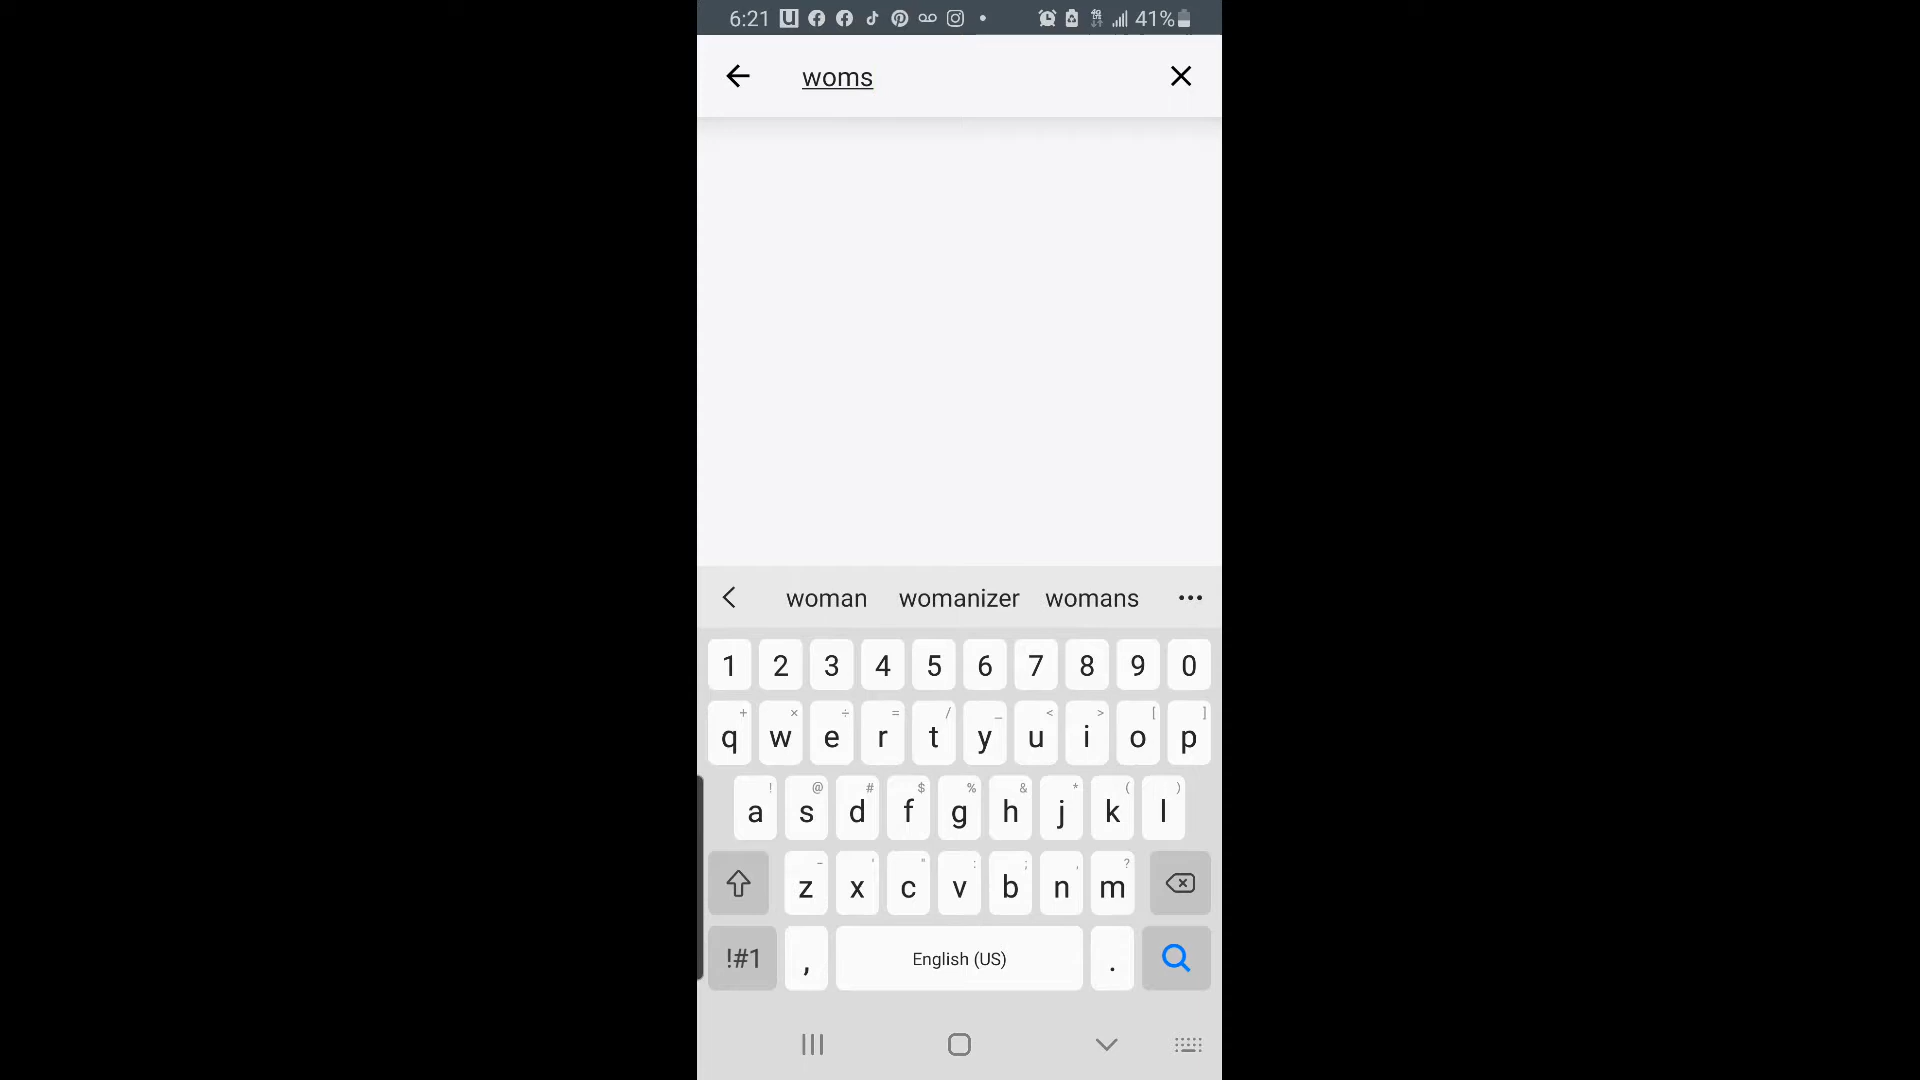 6:21 41%
woms
woman womanizer womans
1 2 3 4 5 6 7 8 9 0
+ × ÷ = / _ < > [ ]
q w e r t y u i o p
! @ # $ % & * ( )
a s d f g h j k l
- ' " : ; , ?
z x c v b n m
!#1 , English (US) .